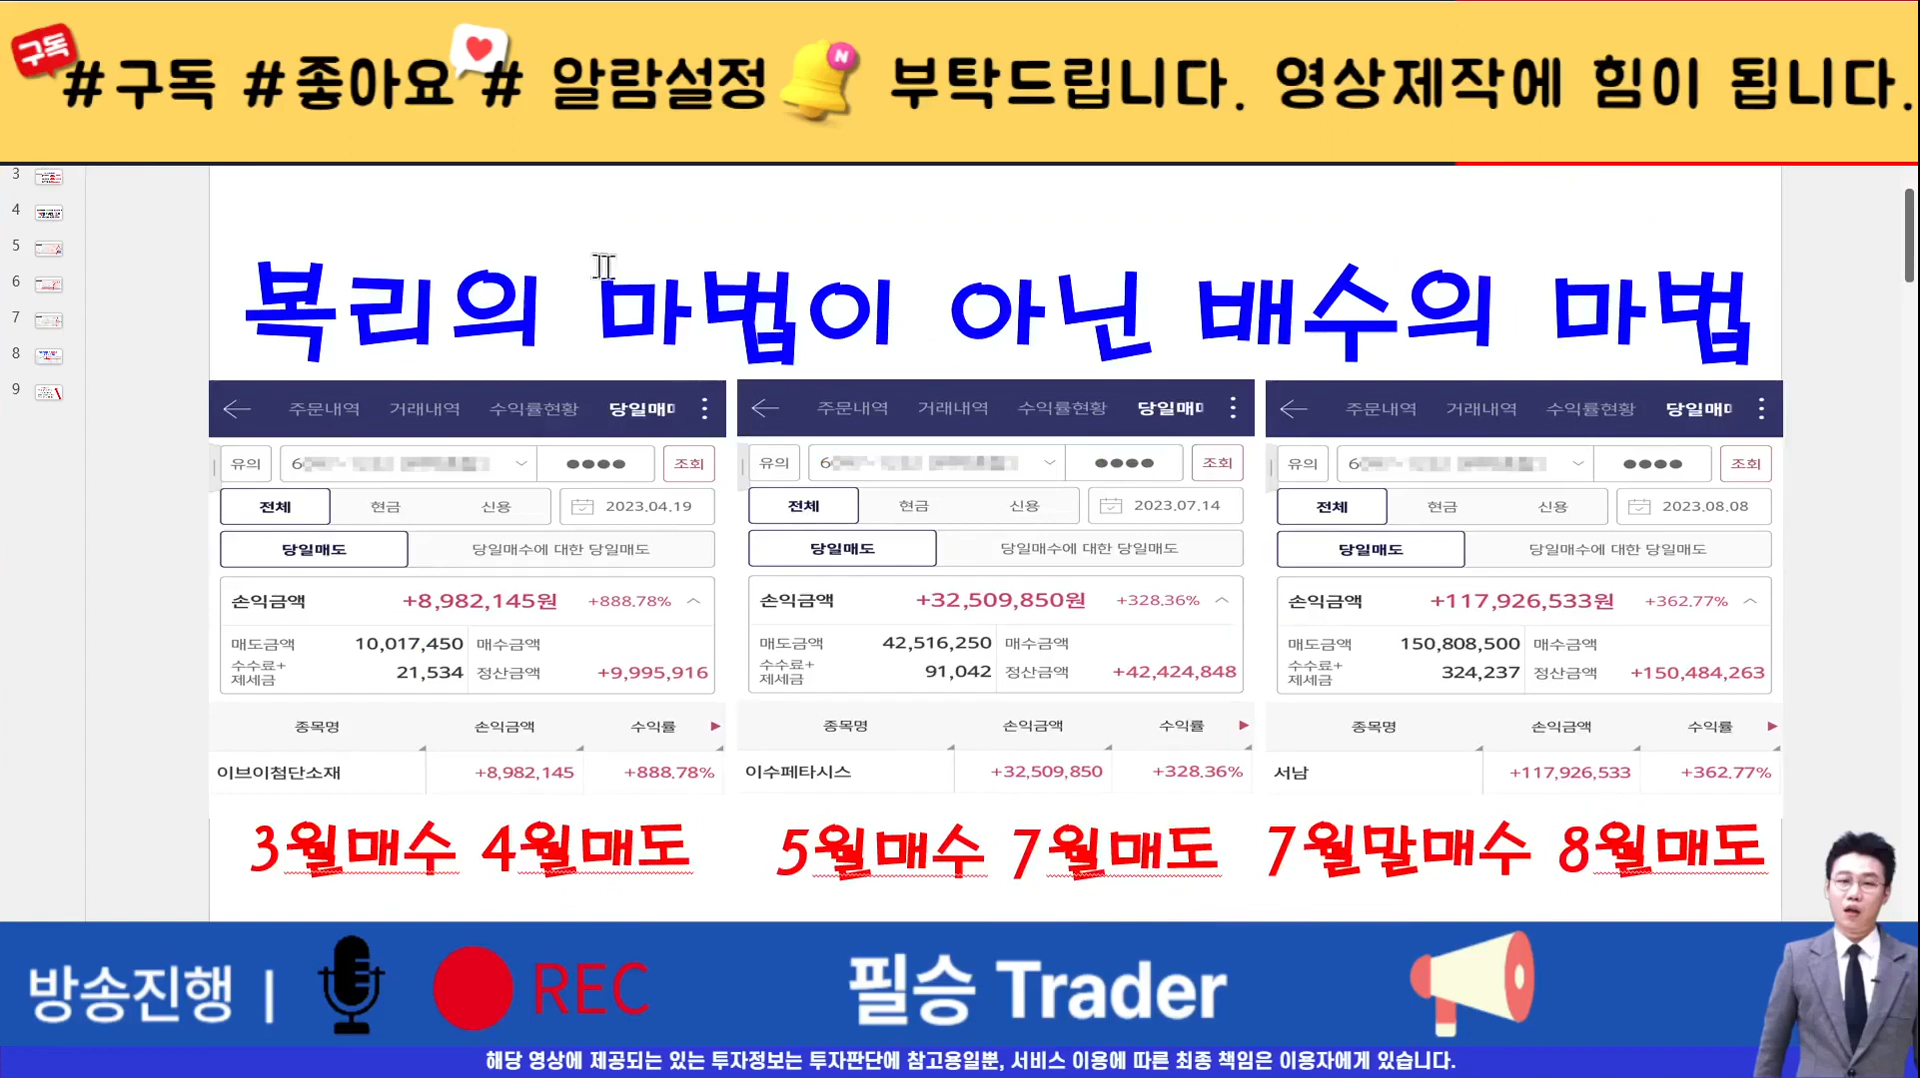 구독
#구독 #좋아요 # 알람설정 N 부탁드립니다. 영상제작에 힘이 됩니다.
3
4
5
6
7
8
9
복리의 마법이 아닌 배수의 마법
주문내역 거래내역 수익률현황 당일매
유의 6 조회
전체 현금 신용 2023.04.19
당일매도 당일매수에 대한 당일매도
손익금액 +8,982,145원 +888.78%
매도금액 10,017,450 매수금액
수수료+제세금 21,534 정산금액 +9,995,916
종목명 손익금액 수익률
이브이첨단소재 +8,982,145 +888.78%
3월매수 4월매도
주문내역 거래내역 수익률현황 당일매
유의 6 조회
전체 현금 신용 2023.07.14
당일매도 당일매수에 대한 당일매도
손익금액 +32,509,850원 +328.36%
매도금액 42,516,250 매수금액
수수료+제세금 91,042 정산금액 +42,424,848
종목명 손익금액 수익률
이수페타시스 +32,509,850 +328.36%
5월매수 7월매도
주문내역 거래내역 수익률현황 당일매
유의 6 조회
전체 현금 신용 2023.08.08
당일매도 당일매수에 대한 당일매도
손익금액 +117,926,533원 +362.77%
매도금액 150,808,500 매수금액
수수료+제세금 324,237 정산금액 +150,484,263
종목명 손익금액 수익률
서남 +117,926,533 +362.77%
7월말매수 8월매도
방송진행 | REC 필승 Trader
해당 영상에 제공되는 있는 투자정보는 투자판단에 참고용일뿐, 서비스 이용에 따른 최종 책임은 이용자에게 있습니다.